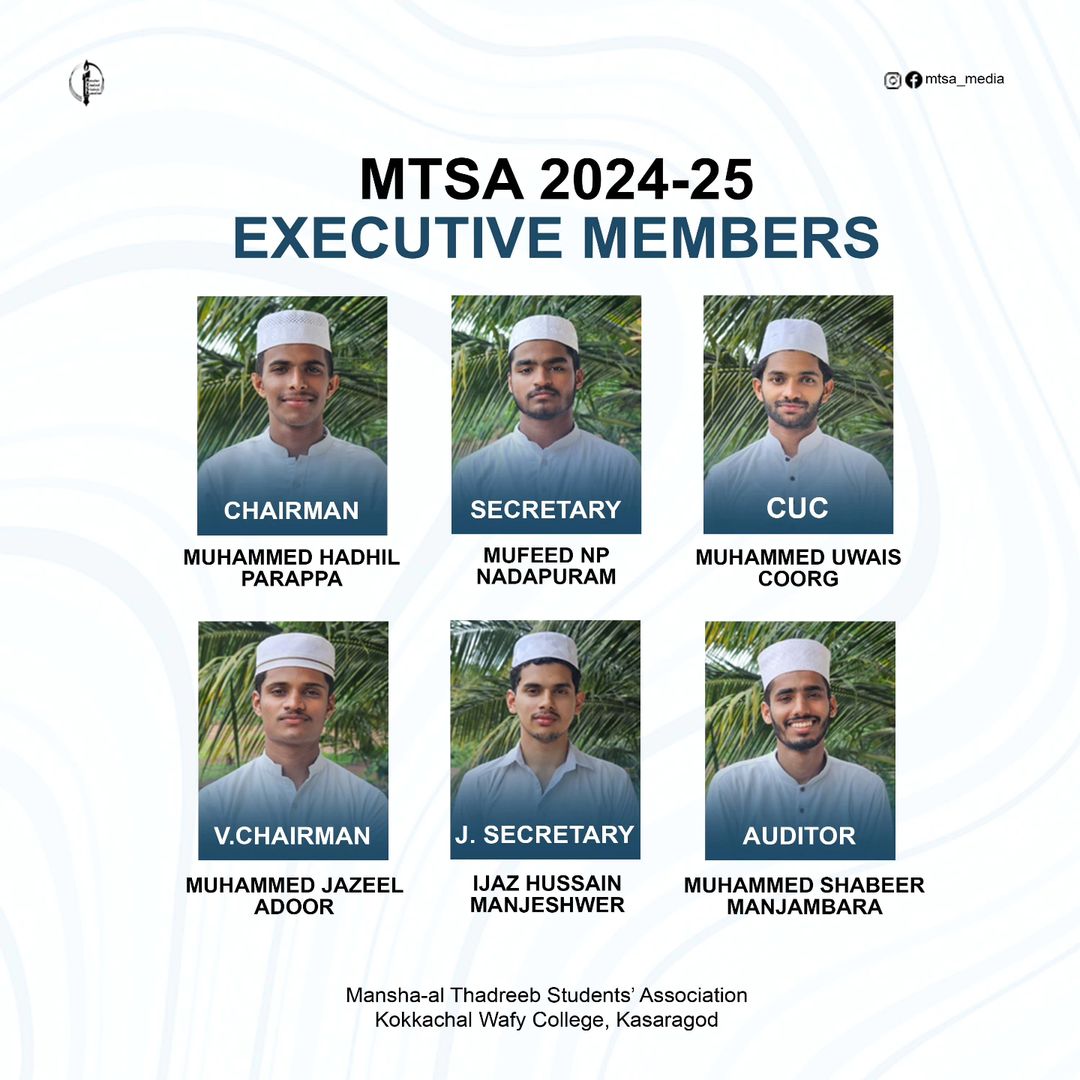 mtsa_media
MTSA 2024-25
EXECUTIVE MEMBERS
CHAIRMAN
MUHAMMED HADHIL
PARAPPA
SECRETARY
MUFEED NP
NADAPURAM
CUC
MUHAMMED UWAIS
COORG
V.CHAIRMAN
MUHAMMED JAZEEL
ADOOR
J. SECRETARY
IJAZ HUSSAIN
MANJESHWER
AUDITOR
MUHAMMED SHABEER
MANJAMBARA
Mansha-al Thadreeb Students’ Association
Kokkachal Wafy College, Kasaragod